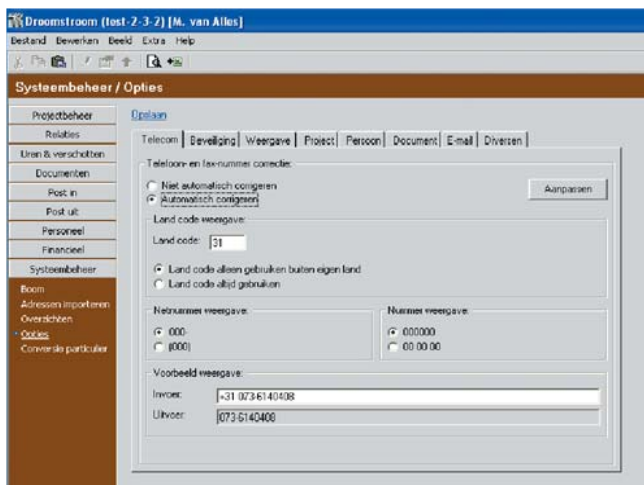 Droomstroom (test-2-3-2) [M. van Alles]
Bestand Bewerken Beeld Extra Help
Systeembeheer / Opties
Projectbeheer
Relaties
Uren & verschotten
Documenten
Post in
Post uit
Personeel
Financieel
Systeembeheer
Boom
Adressen importeren
Overzichten
Opties
Conversie particulier
Opslaan
Telecom Beveiliging Weergave Project Persoon Document E-mail Diversen
Telefoon- en fax-nummer correctie:
Niet automatisch corrigeren
Automatisch corrigeren
Aanpassen
Land code weergave:
Land code: 31
Land code alleen gebruiken buiten eigen land
Land code altijd gebruiken
Netnummer weergave:
000-
(000)
Nummer weergave:
000000
00 00 00
Voorbeeld weergave:
Invoer: +31 073-6140408
Uitvoer: 073-6140408